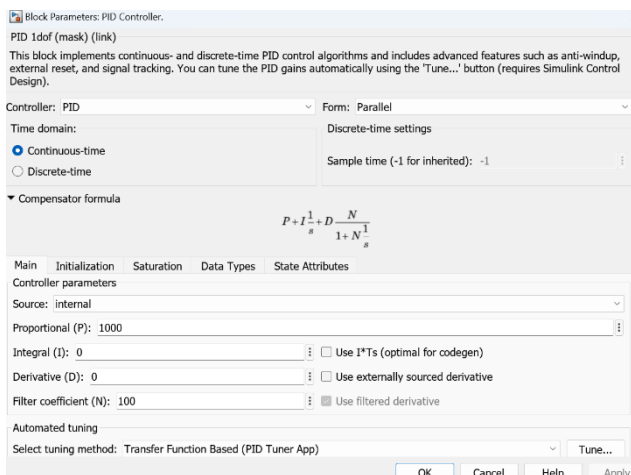 Block Parameters: PID Controller.
PID 1dof (mask) (link)
This block implements continuous- and discrete-time PID control algorithms and includes advanced features such as anti-windup,
external reset, and signal tracking. You can tune the PID gains automatically using the 'Tune...' button (requires Simulink Control
Design).
Controller: PID Form: Parallel
Time domain: Discrete-time settings
Continuous-time
Discrete-time
Sample time (-1 for inherited): -1
Compensator formula
P + I 1/s + D N/(1 + N 1/s)
Main Initialization Saturation Data Types State Attributes
Controller parameters
Source: internal
Proportional (P): 1000
Integral (I): 0 Use I*Ts (optimal for codegen)
Derivative (D): 0 Use externally sourced derivative
Filter coefficient (N): 100 Use filtered derivative
Automated tuning
Select tuning method: Transfer Function Based (PID Tuner App) Tune...
OK Cancel Help Apply